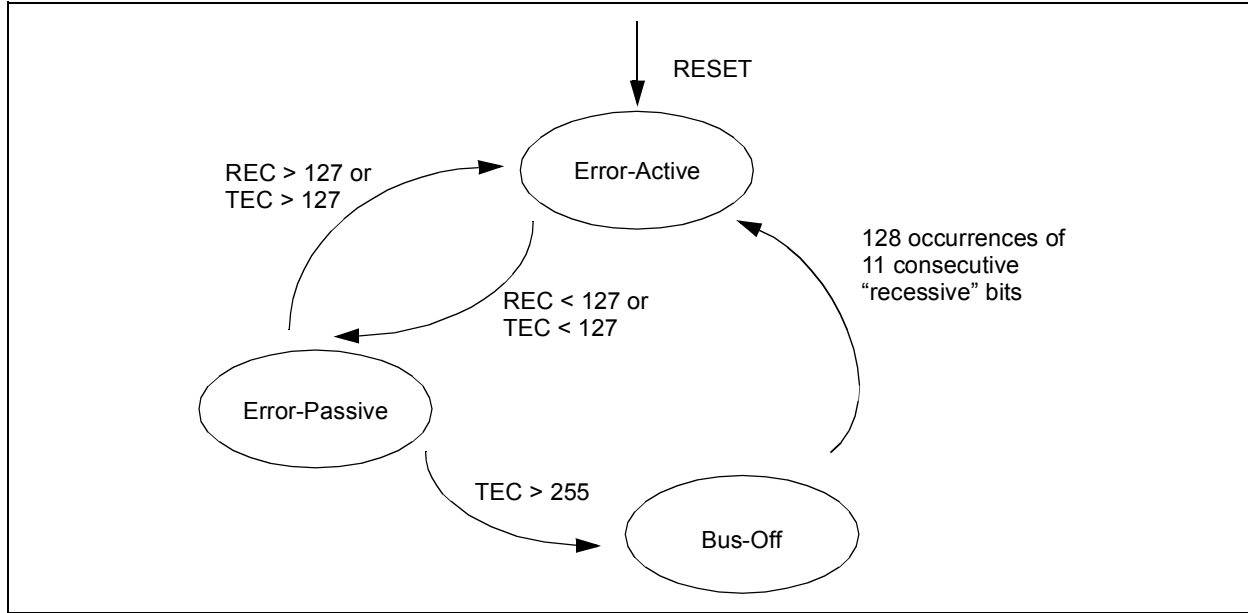 RESET
Error-Active
REC > 127 or
TEC > 127
128 occurrences of
11 consecutive
“recessive” bits
REC < 127 or
TEC < 127
Error-Passive
TEC > 255
Bus-Off